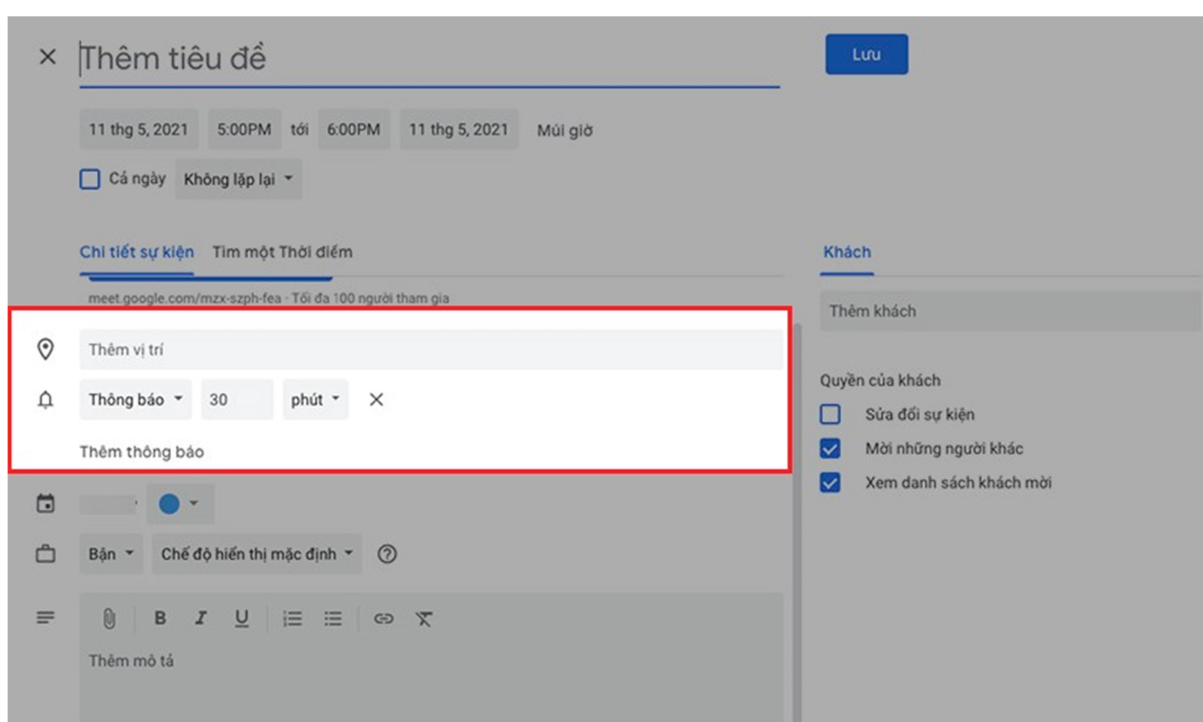 Thêm tiêu đề
Lưu
11 thg 5, 2021 5:00PM tới 6:00PM 11 thg 5, 2021 Múi giờ
Cả ngày Không lặp lại
Chi tiết sự kiện Tìm một Thời điểm
Khách
meet.google.com/mzx-szph-fea · Tối đa 100 người tham gia
Thêm khách
Thêm vị trí
Thông báo 30 phút
Thêm thông báo
Quyền của khách
Sửa đổi sự kiện
Mời những người khác
Xem danh sách khách mời
Bận Chế độ hiển thị mặc định
B I U
Thêm mô tả